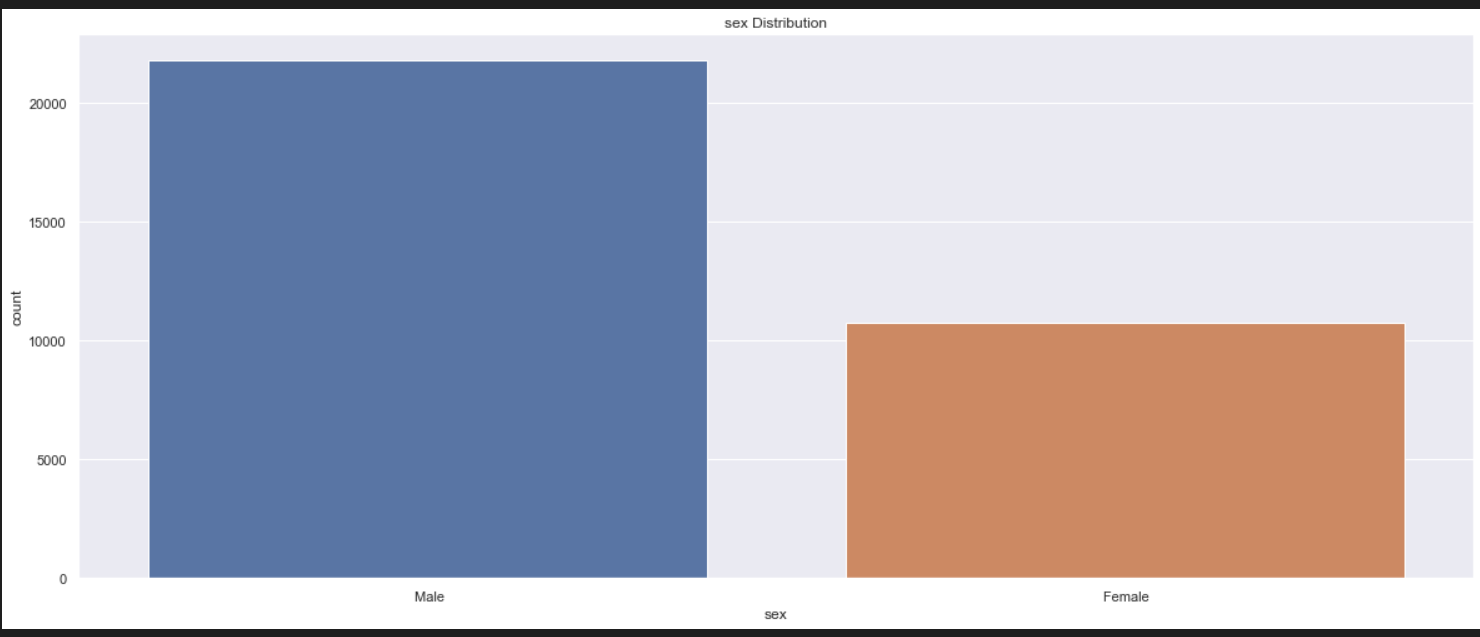 sex Distribution
20000
15000
10000
5000
0
count
Male
Female
sex